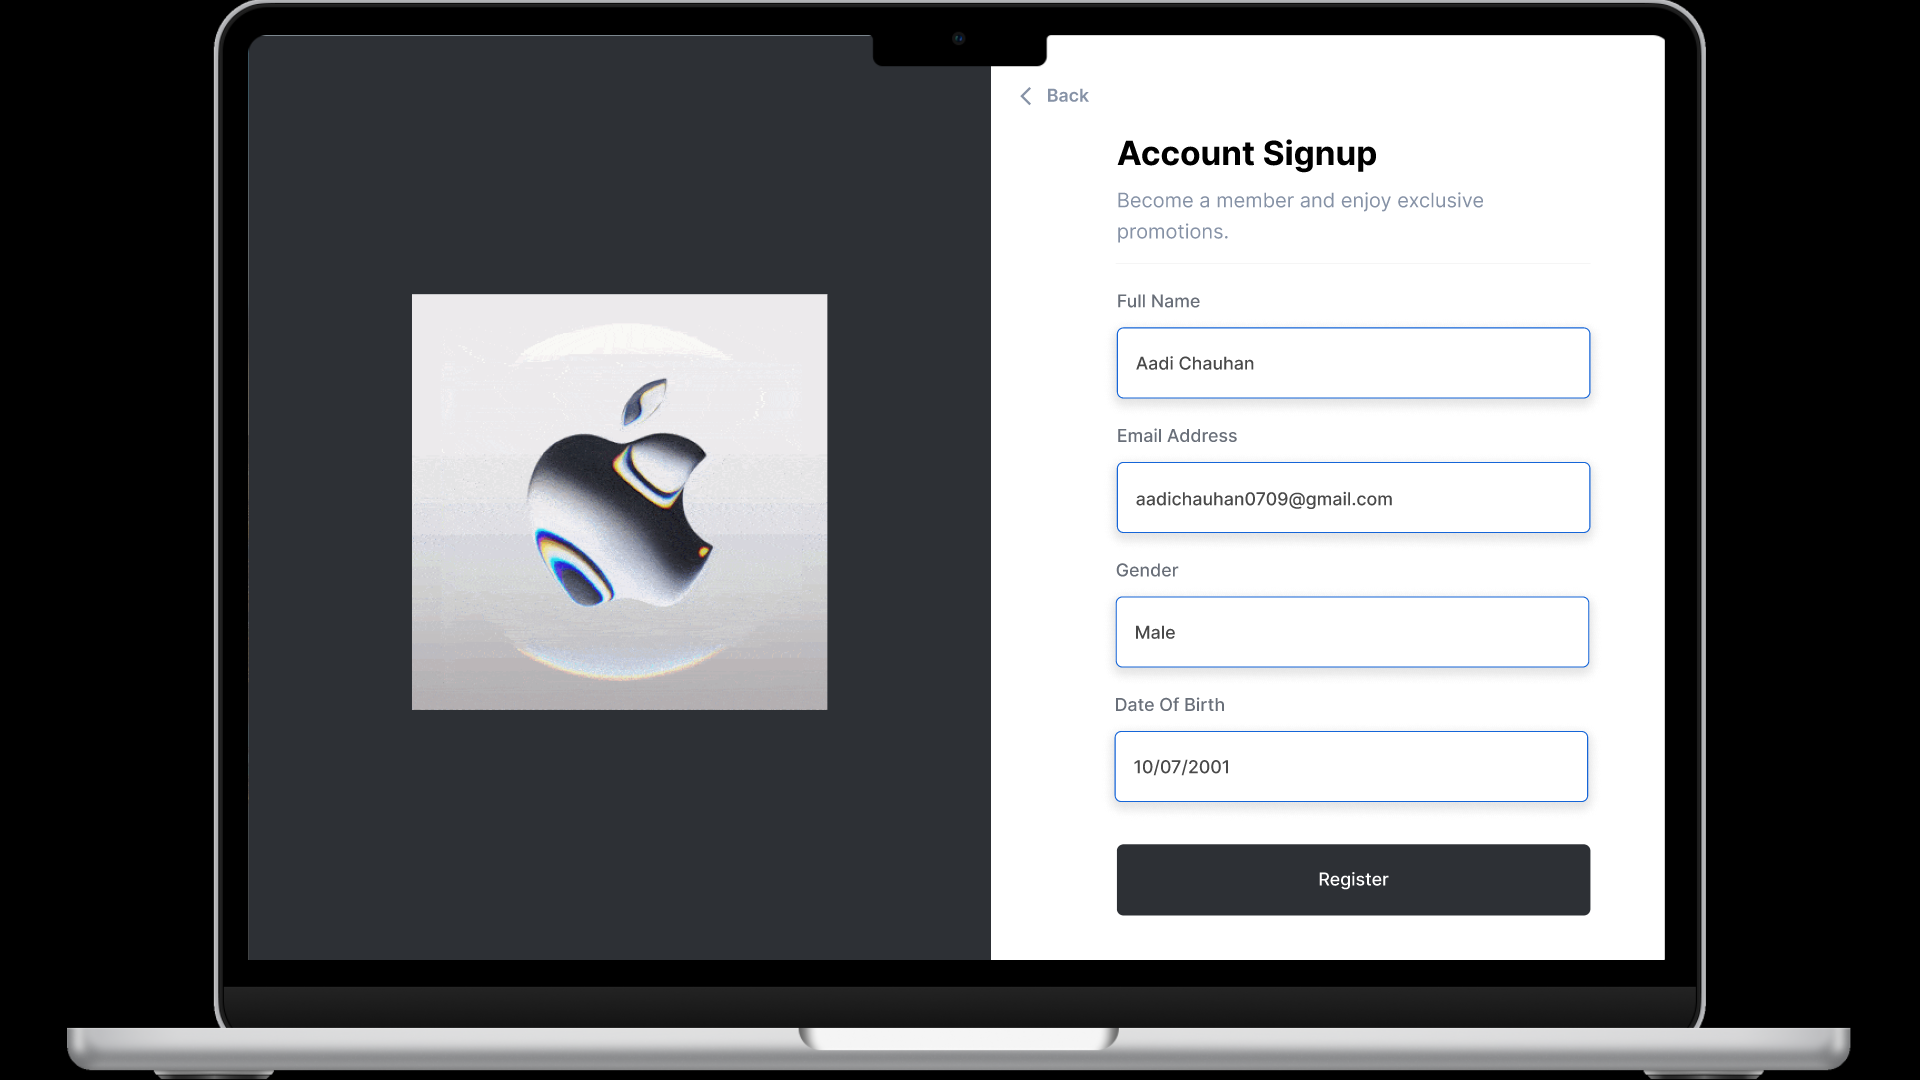 Back
Account Signup
Become a member and enjoy exclusive
promotions.
Full Name
Aadi Chauhan
Email Address
aadichauhan0709@gmail.com
Gender
Male
Date Of Birth
10/07/2001
Register